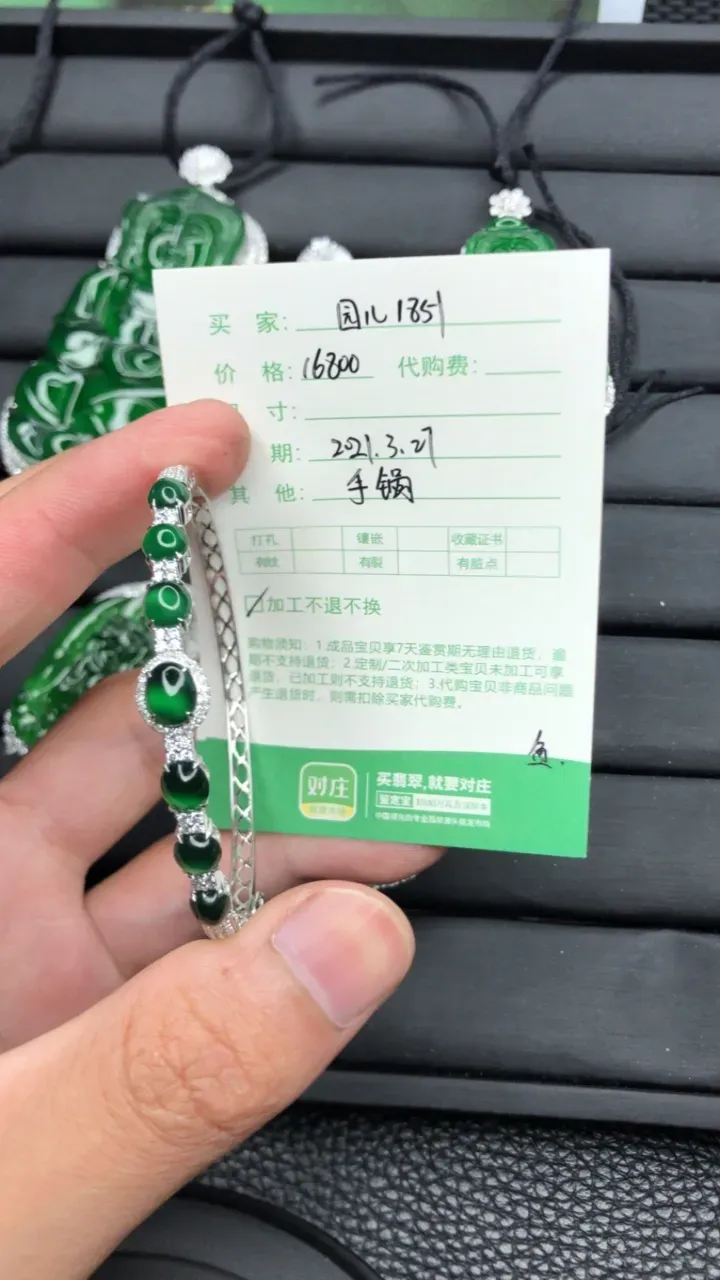 买 家: 园儿1851
价 格: 16800 代购费:
寸:
期: 2021.3.27
其 他: 手镯
打孔 镶嵌 收藏证书
有纹 有裂 有脏点
加工不退不换
购物须知: 1.成品宝贝享7天鉴赏期无理由退货, 逾
期不支持退货; 2.定制/二次加工类宝贝未加工可享
退货, 已加工则不支持退货; 3.代购宝贝非商品问题
产生退货时, 则需扣除买家代购费。
鱼.
对庄
买翡翠,就要对庄